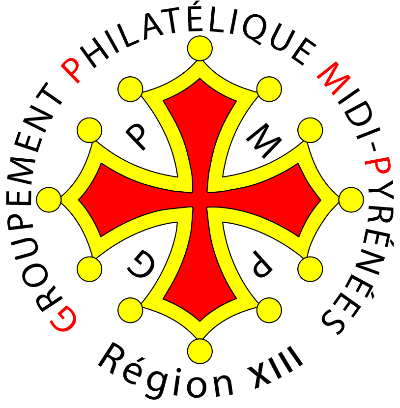 GROUPEMENT PHILATÉLIQUE MIDI-PYRÉNÉES
P M
G P
Région XIII